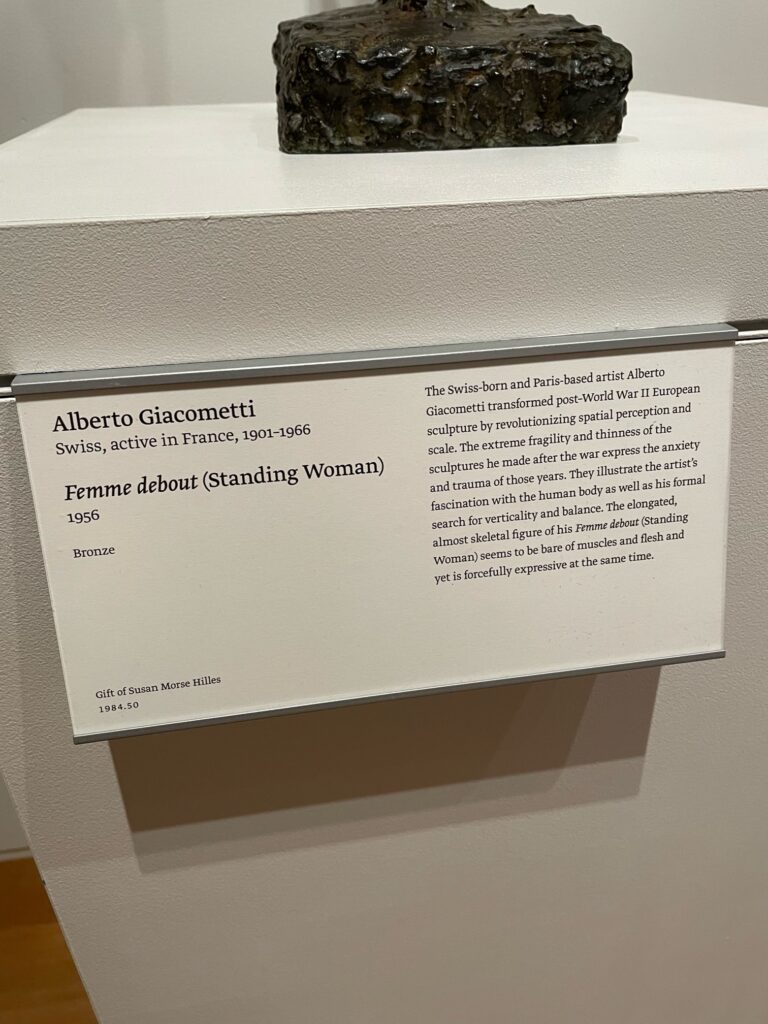 Alberto Giacometti
Swiss, active in France, 1901–1966
Femme debout (Standing Woman)
1956
Bronze
Gift of Susan Morse Hilles
1984.50
The Swiss-born and Paris-based artist Alberto
Giacometti transformed post–World War II European
sculpture by revolutionizing spatial perception and
scale. The extreme fragility and thinness of the
sculptures he made after the war express the anxiety
and trauma of those years. They illustrate the artist’s
fascination with the human body as well as his formal
search for verticality and balance. The elongated,
almost skeletal figure of his Femme debout (Standing
Woman) seems to be bare of muscles and flesh and
yet is forcefully expressive at the same time.